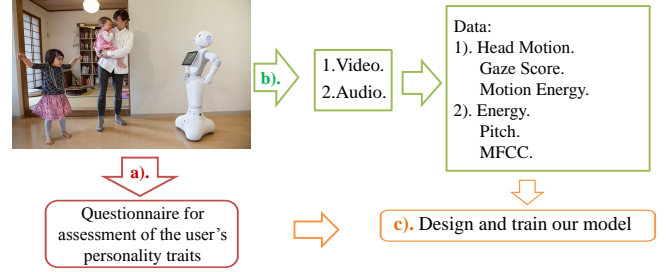 b).
1.Video.
2.Audio.
Data:
1). Head Motion.
Gaze Score.
Motion Energy.
2). Energy.
Pitch.
MFCC.
a).
Questionnaire for
assessment of the user's
personality traits
c). Design and train our model